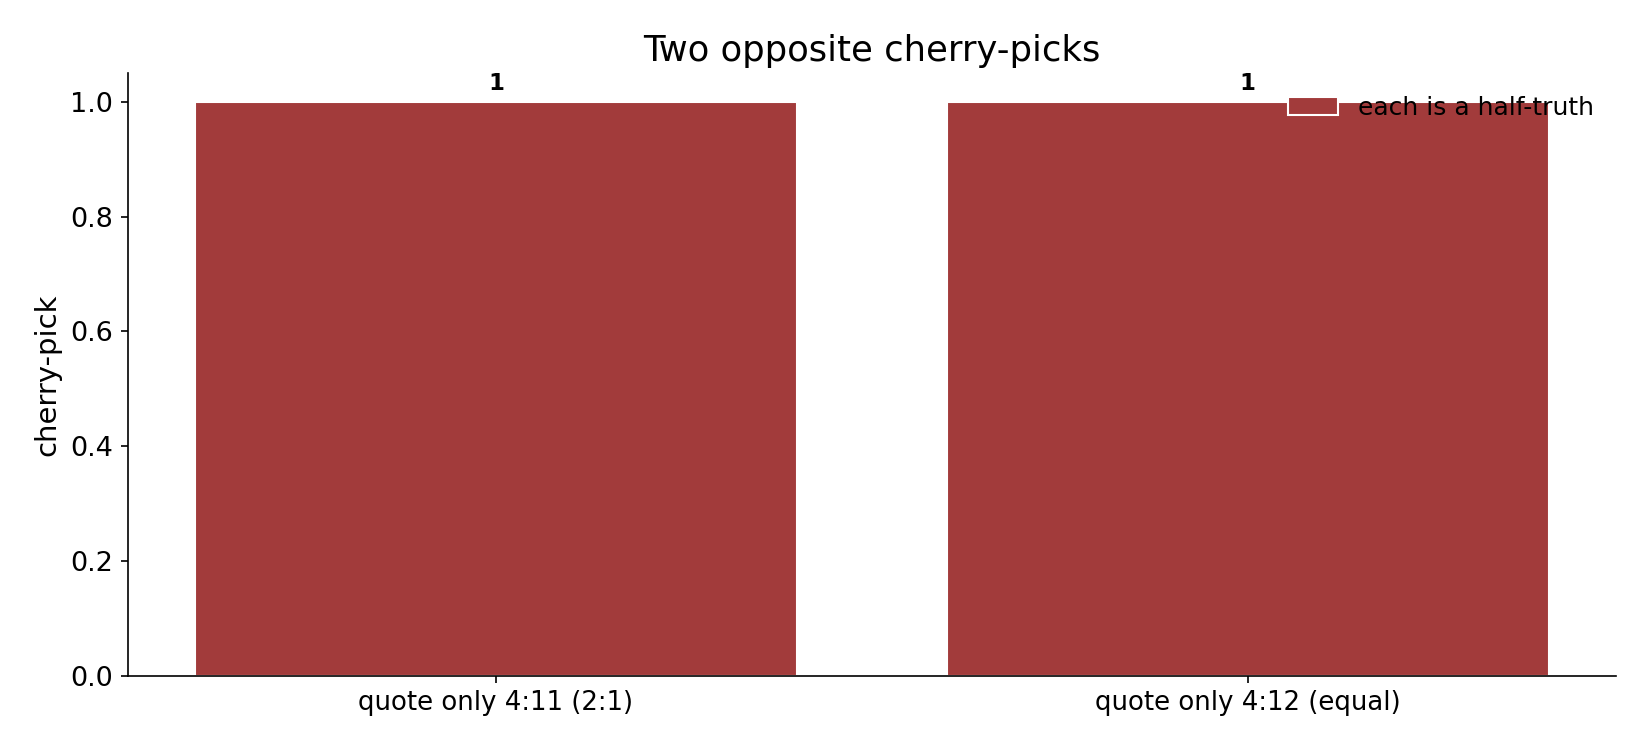 Two opposite cherry-picks
1
1
each is a half-truth
cherry-pick
1.0
0.8
0.6
0.4
0.2
0.0
quote only 4:11 (2:1)
quote only 4:12 (equal)